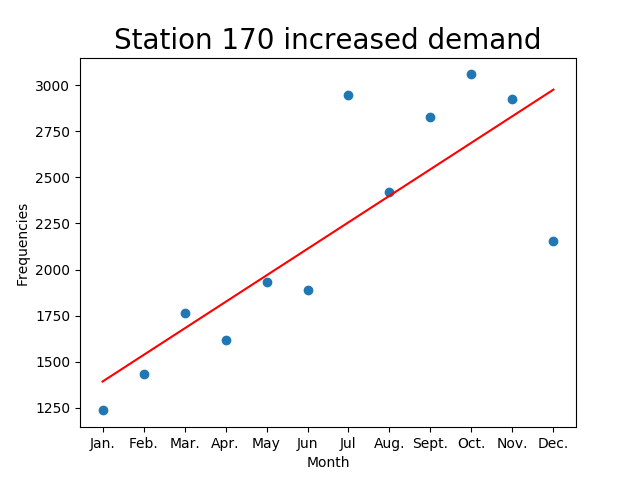 Station 170 increased demand
3000
2750
2500
2250
2000
1750
1500
1250
Frequencies
Jan. Feb. Mar. Apr. May Jun Jul Aug. Sept. Oct. Nov. Dec.
Month